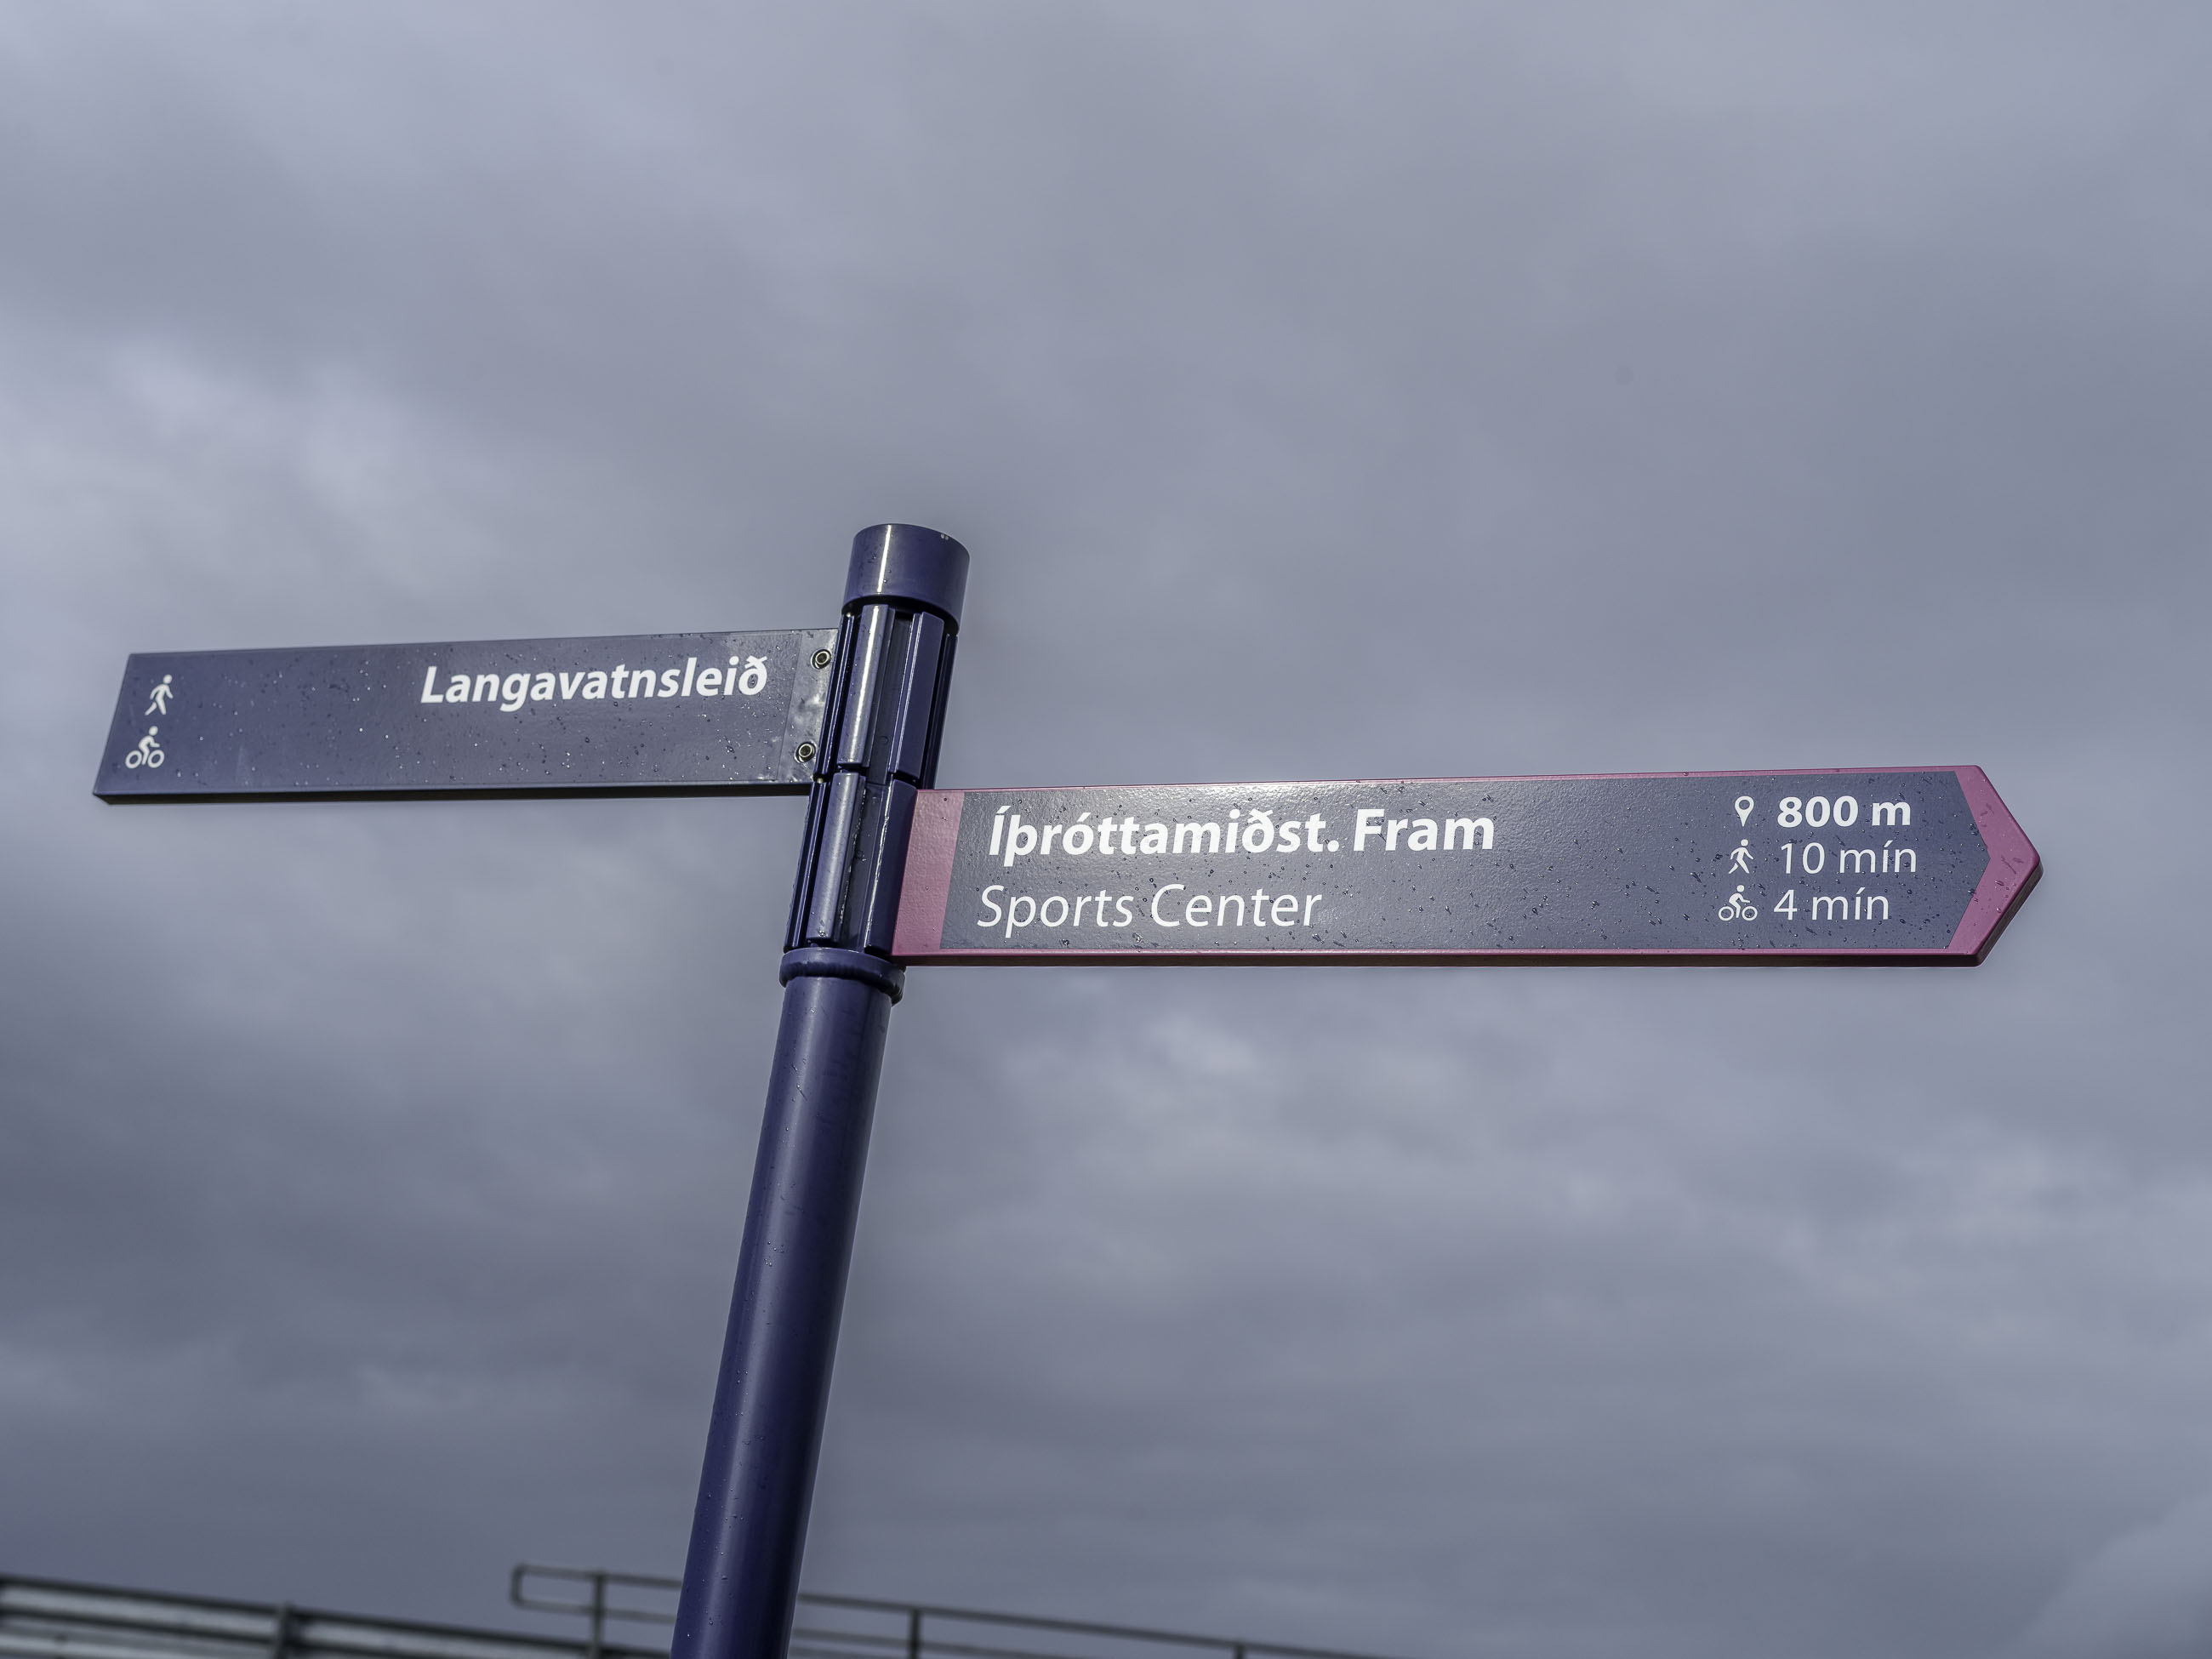 Langavatnsleið
Íþróttamiðst. Fram
Sports Center
800 m
10 mín
4 mín